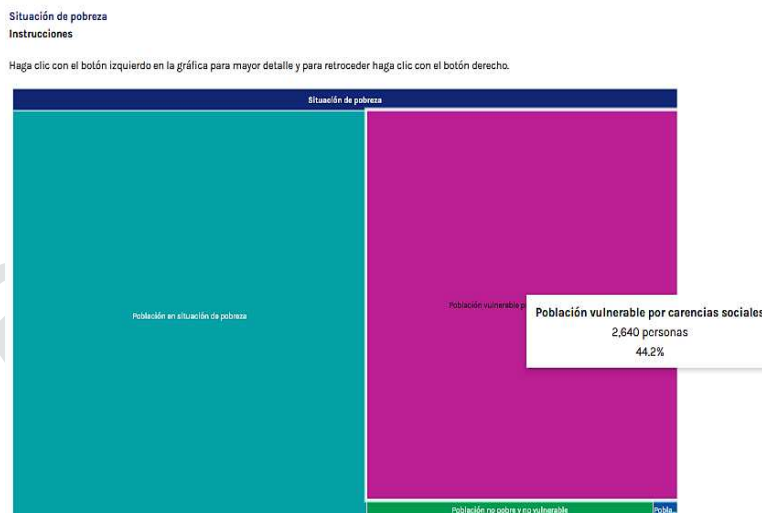 Situación de pobreza
Instrucciones
Haga clic con el botón izquierdo en la gráfica para mayor detalle y para retroceder haga clic con el botón derecho.
Situación de pobreza
Población en situación de pobreza
Población vulnerable p
Población vulnerable por carencias sociales
2,640 personas
44.2%
Población no pobre y no vulnerable
Pobla...